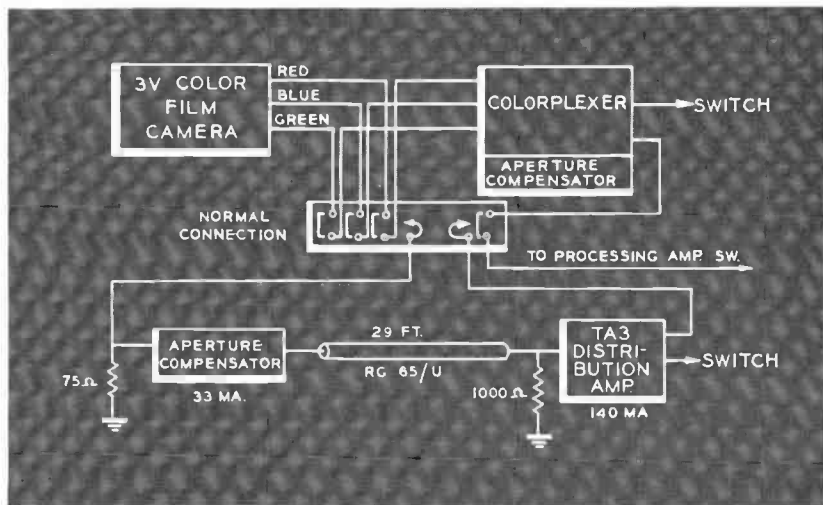 3V COLOR
FILM
CAMERA
RED
BLUE
GREEN
COLORPLEXER
APERTURE
COMPENSATOR
SWITCH
NORMAL
CONNECTION
TO PROCESSING AMP. SW.
75Ω
APERTURE
COMPENSATOR
33 MA.
29 FT.
RG 65/U
1000Ω
TA3
DISTRI-
BUTION
AMP.
140 MA
SWITCH